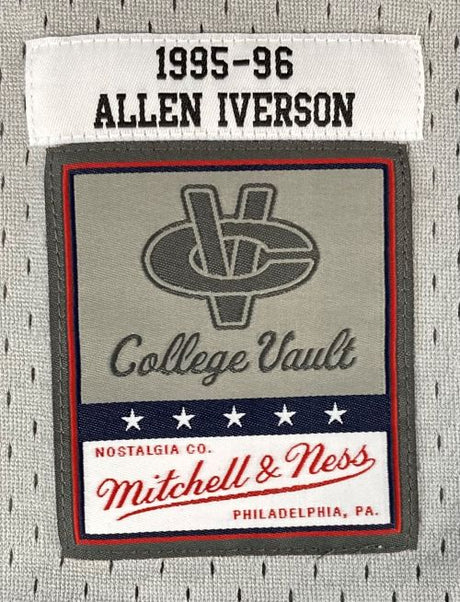 1995-96
ALLEN IVERSON
VC
College Vault
NOSTALGIA CO.
Mitchell & Ness
PHILADELPHIA, PA.